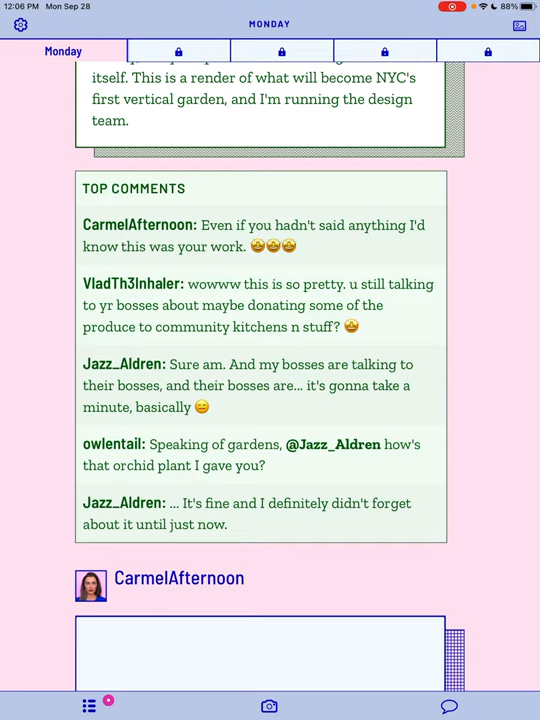 12:06 PM Mon Sep 28
88%
MONDAY
Monday
itself. This is a render of what will become NYC's
first vertical garden, and I'm running the design
team.
TOP COMMENTS
CarmelAfternoon: Even if you hadn't said anything I'd
know this was your work. 🤩🤩🤩
VladTh3Inhaler: wowww this is so pretty. u still talking
to yr bosses about maybe donating some of the
produce to community kitchens n stuff? 🤩
Jazz_Aldren: Sure am. And my bosses are talking to
their bosses, and their bosses are... it's gonna take a
minute, basically 😑
owlentail: Speaking of gardens, @Jazz_Aldren how's
that orchid plant I gave you?
Jazz_Aldren: ... It's fine and I definitely didn't forget
about it until just now.
CarmelAfternoon